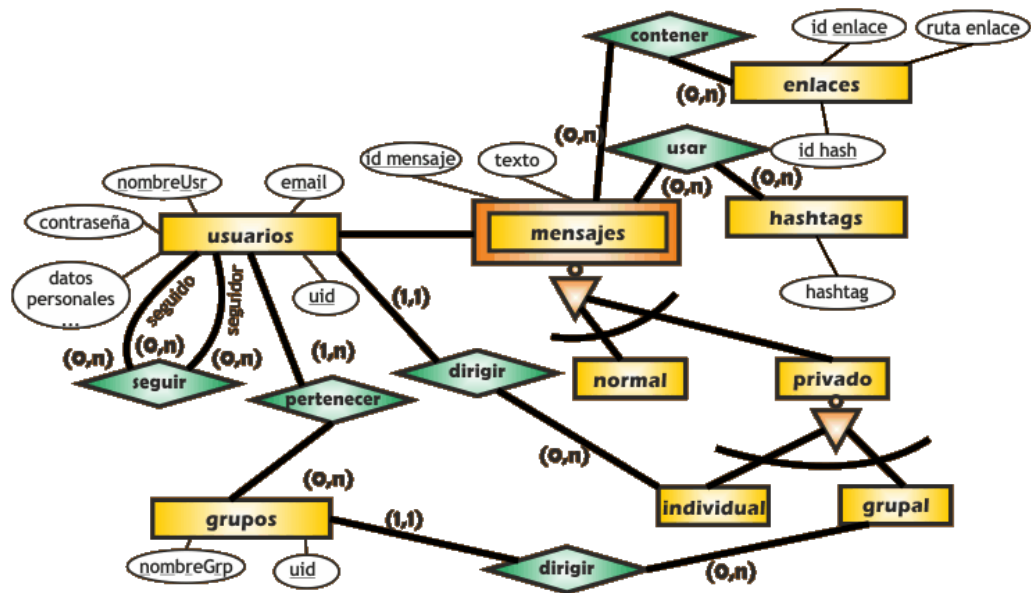 contener
id enlace
ruta enlace
enlaces
(0,n)
(0,n)
id mensaje
texto
usar
id hash
(0,n)
(0,n)
nombreUsr
email
contraseña
usuarios
mensajes
hashtags
datos
personales
...
seguido
seguidor
uid
(1,1)
hashtag
(0,n)
(0,n)
(0,n)
(1,n)
seguir
pertenecer
dirigir
normal
privado
(0,n)
(0,n)
individual
grupal
grupos
(1,1)
nombreGrp
uid
dirigir
(0,n)